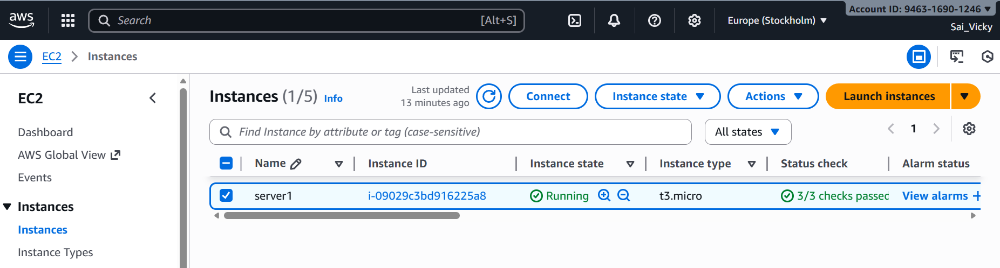 aws
Search [Alt+S]
Europe (Stockholm)
Account ID: 9463-1690-1246
Sai_Vicky
EC2 Instances
EC2
Dashboard
AWS Global View
Events
Instances
Instances
Instance Types
Instances (1/5) Info
Last updated
13 minutes ago
Connect
Instance state
Actions
Launch instances
Find Instance by attribute or tag (case-sensitive)
All states
1
Name Instance ID Instance state Instance type Status check Alarm status
server1 i-09029c3bd916225a8 Running t3.micro 3/3 checks passed View alarms +